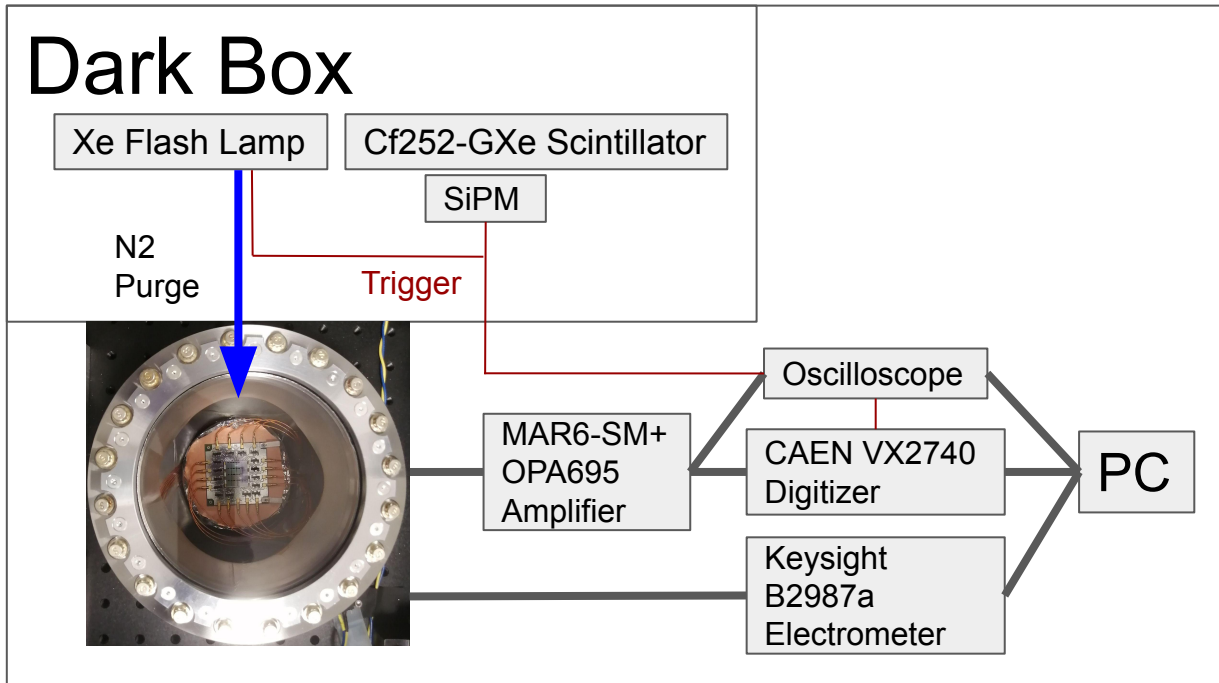 Dark Box
Xe Flash Lamp
Cf252-GXe Scintillator
SiPM
N2
Purge
Trigger
Oscilloscope
MAR6-SM+
OPA695
Amplifier
CAEN VX2740
Digitizer
PC
Keysight
B2987a
Electrometer